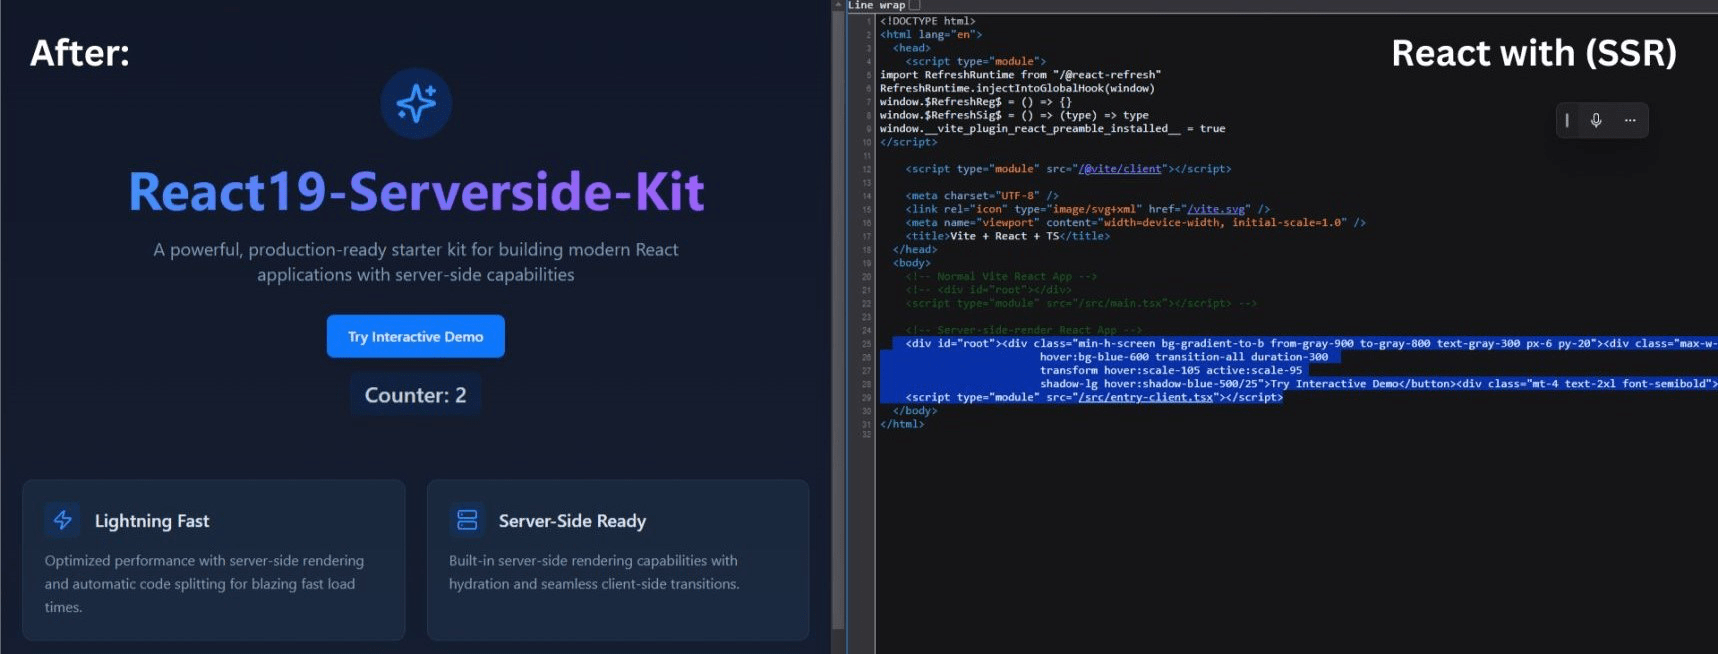 After:
React19-Serverside-Kit
A powerful, production-ready starter kit for building modern React
applications with server-side capabilities
Try Interactive Demo
Counter: 2
Lightning Fast
Optimized performance with server-side rendering
and automatic code splitting for blazing fast load
times.
Server-Side Ready
Built-in server-side rendering capabilities with
hydration and seamless client-side transitions.
Line wrap
React with (SSR)
1 <!DOCTYPE html>
2 <html lang="en">
3 <head>
4 <script type="module">
5 import RefreshRuntime from "/@react-refresh"
6 RefreshRuntime.injectIntoGlobalHook(window)
7 window.$RefreshReg$ = () => {}
8 window.$RefreshSig$ = () => (type) => type
9 window.__vite_plugin_react_preamble_installed__ = true
10 </script>
11
12 <script type="module" src="/@vite/client"></script>
13
14 <meta charset="UTF-8" />
15 <link rel="icon" type="image/svg+xml" href="/vite.svg" />
16 <meta name="viewport" content="width=device-width, initial-scale=1.0" />
17 <title>Vite + React + TS</title>
18 </head>
19 <body>
20 <!-- Normal Vite React App -->
21 <!-- <div id="root"></div>
22 <script type="module" src="/src/main.tsx"></script> -->
23
24 <!-- Server-side-render React App -->
25 <div id="root"><div class="min-h-screen bg-gradient-to-b from-gray-900 to-gray-800 text-gray-300 px-6 py-20"><div class="max-w-
26 hover:bg-blue-600 transition-all duration-300
27 transform hover:scale-105 active:scale-95
28 shadow-lg hover:shadow-blue-500/25">Try Interactive Demo</button><div class="mt-4 text-2xl font-semibold">
29 <script type="module" src="/src/entry-client.tsx"></script>
30 </body>
31 </html>
32